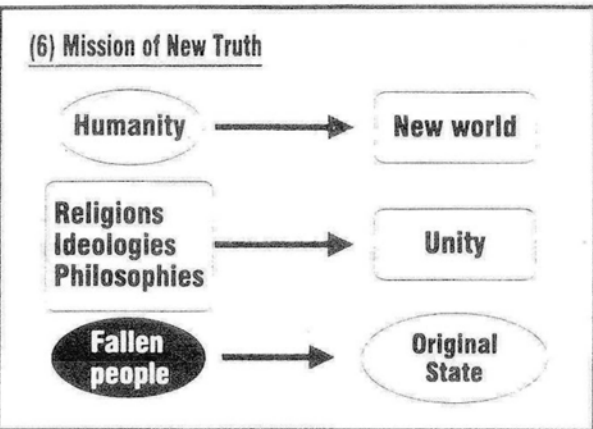 (6) Mission of New Truth
Humanity
New world
Religions
Ideologies
Philosophies
Unity
Fallen
people
Original
State